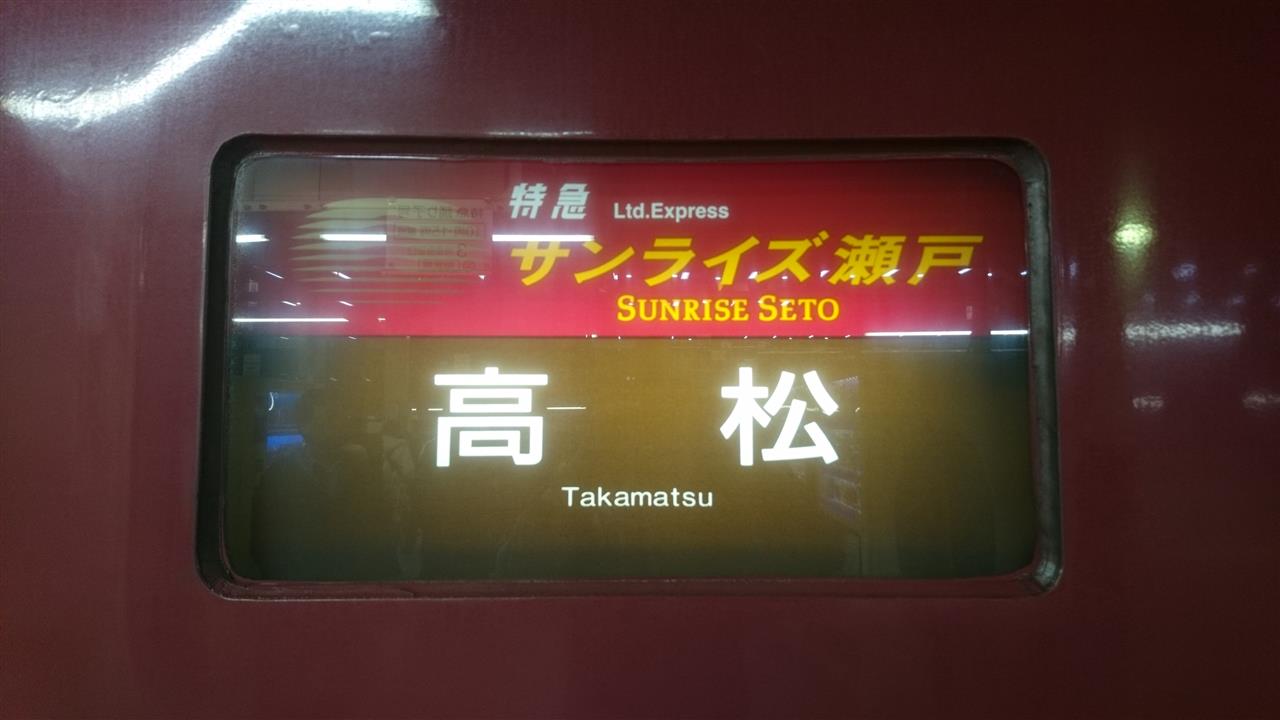 特急 Ltd.Express
サンライズ瀬戸
SUNRISE SETO
高松
Takamatsu